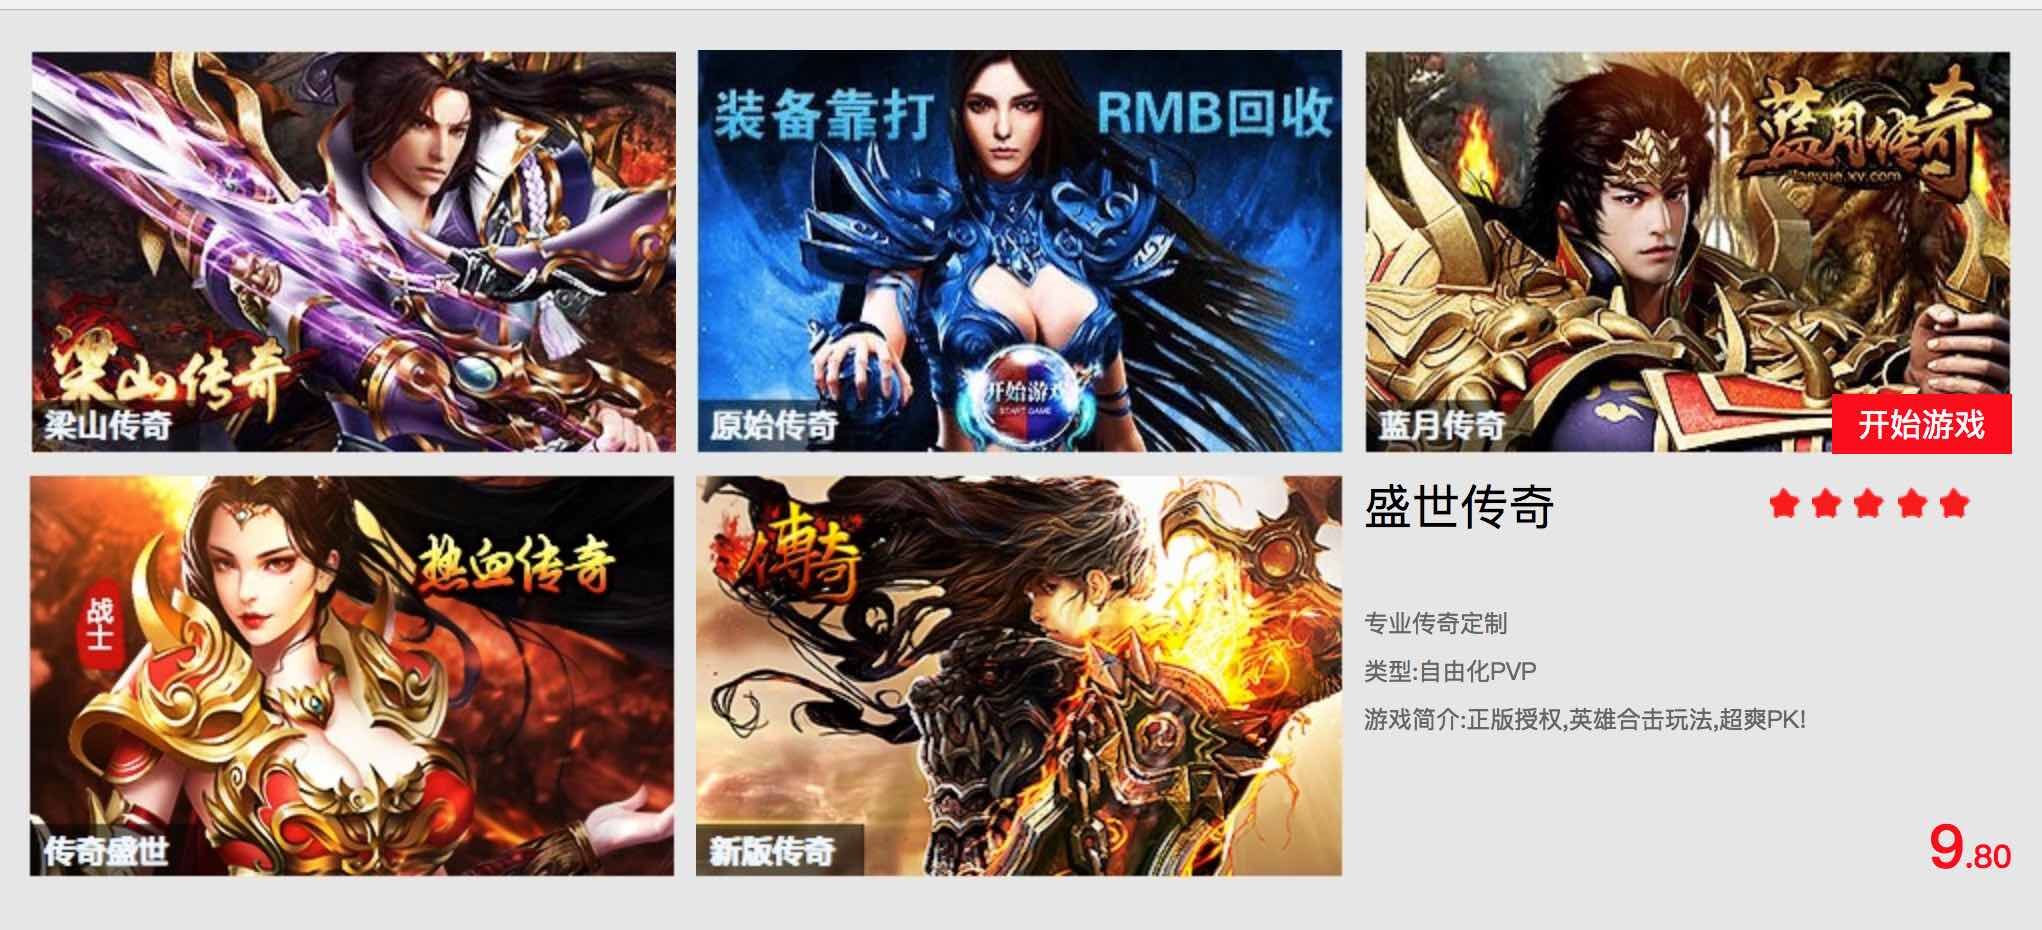 装备靠打
RMB回收
蓝月传奇
lanyue.xy.com
梁山传奇
梁山传奇
开始游戏
START GAME
原始传奇
蓝月传奇
开始游戏
热血传奇
战士
传奇盛世
傳奇
新版传奇
盛世传奇
专业传奇定制
类型:自由化PVP
游戏简介:正版授权,英雄合击玩法,超爽PK!
9.80